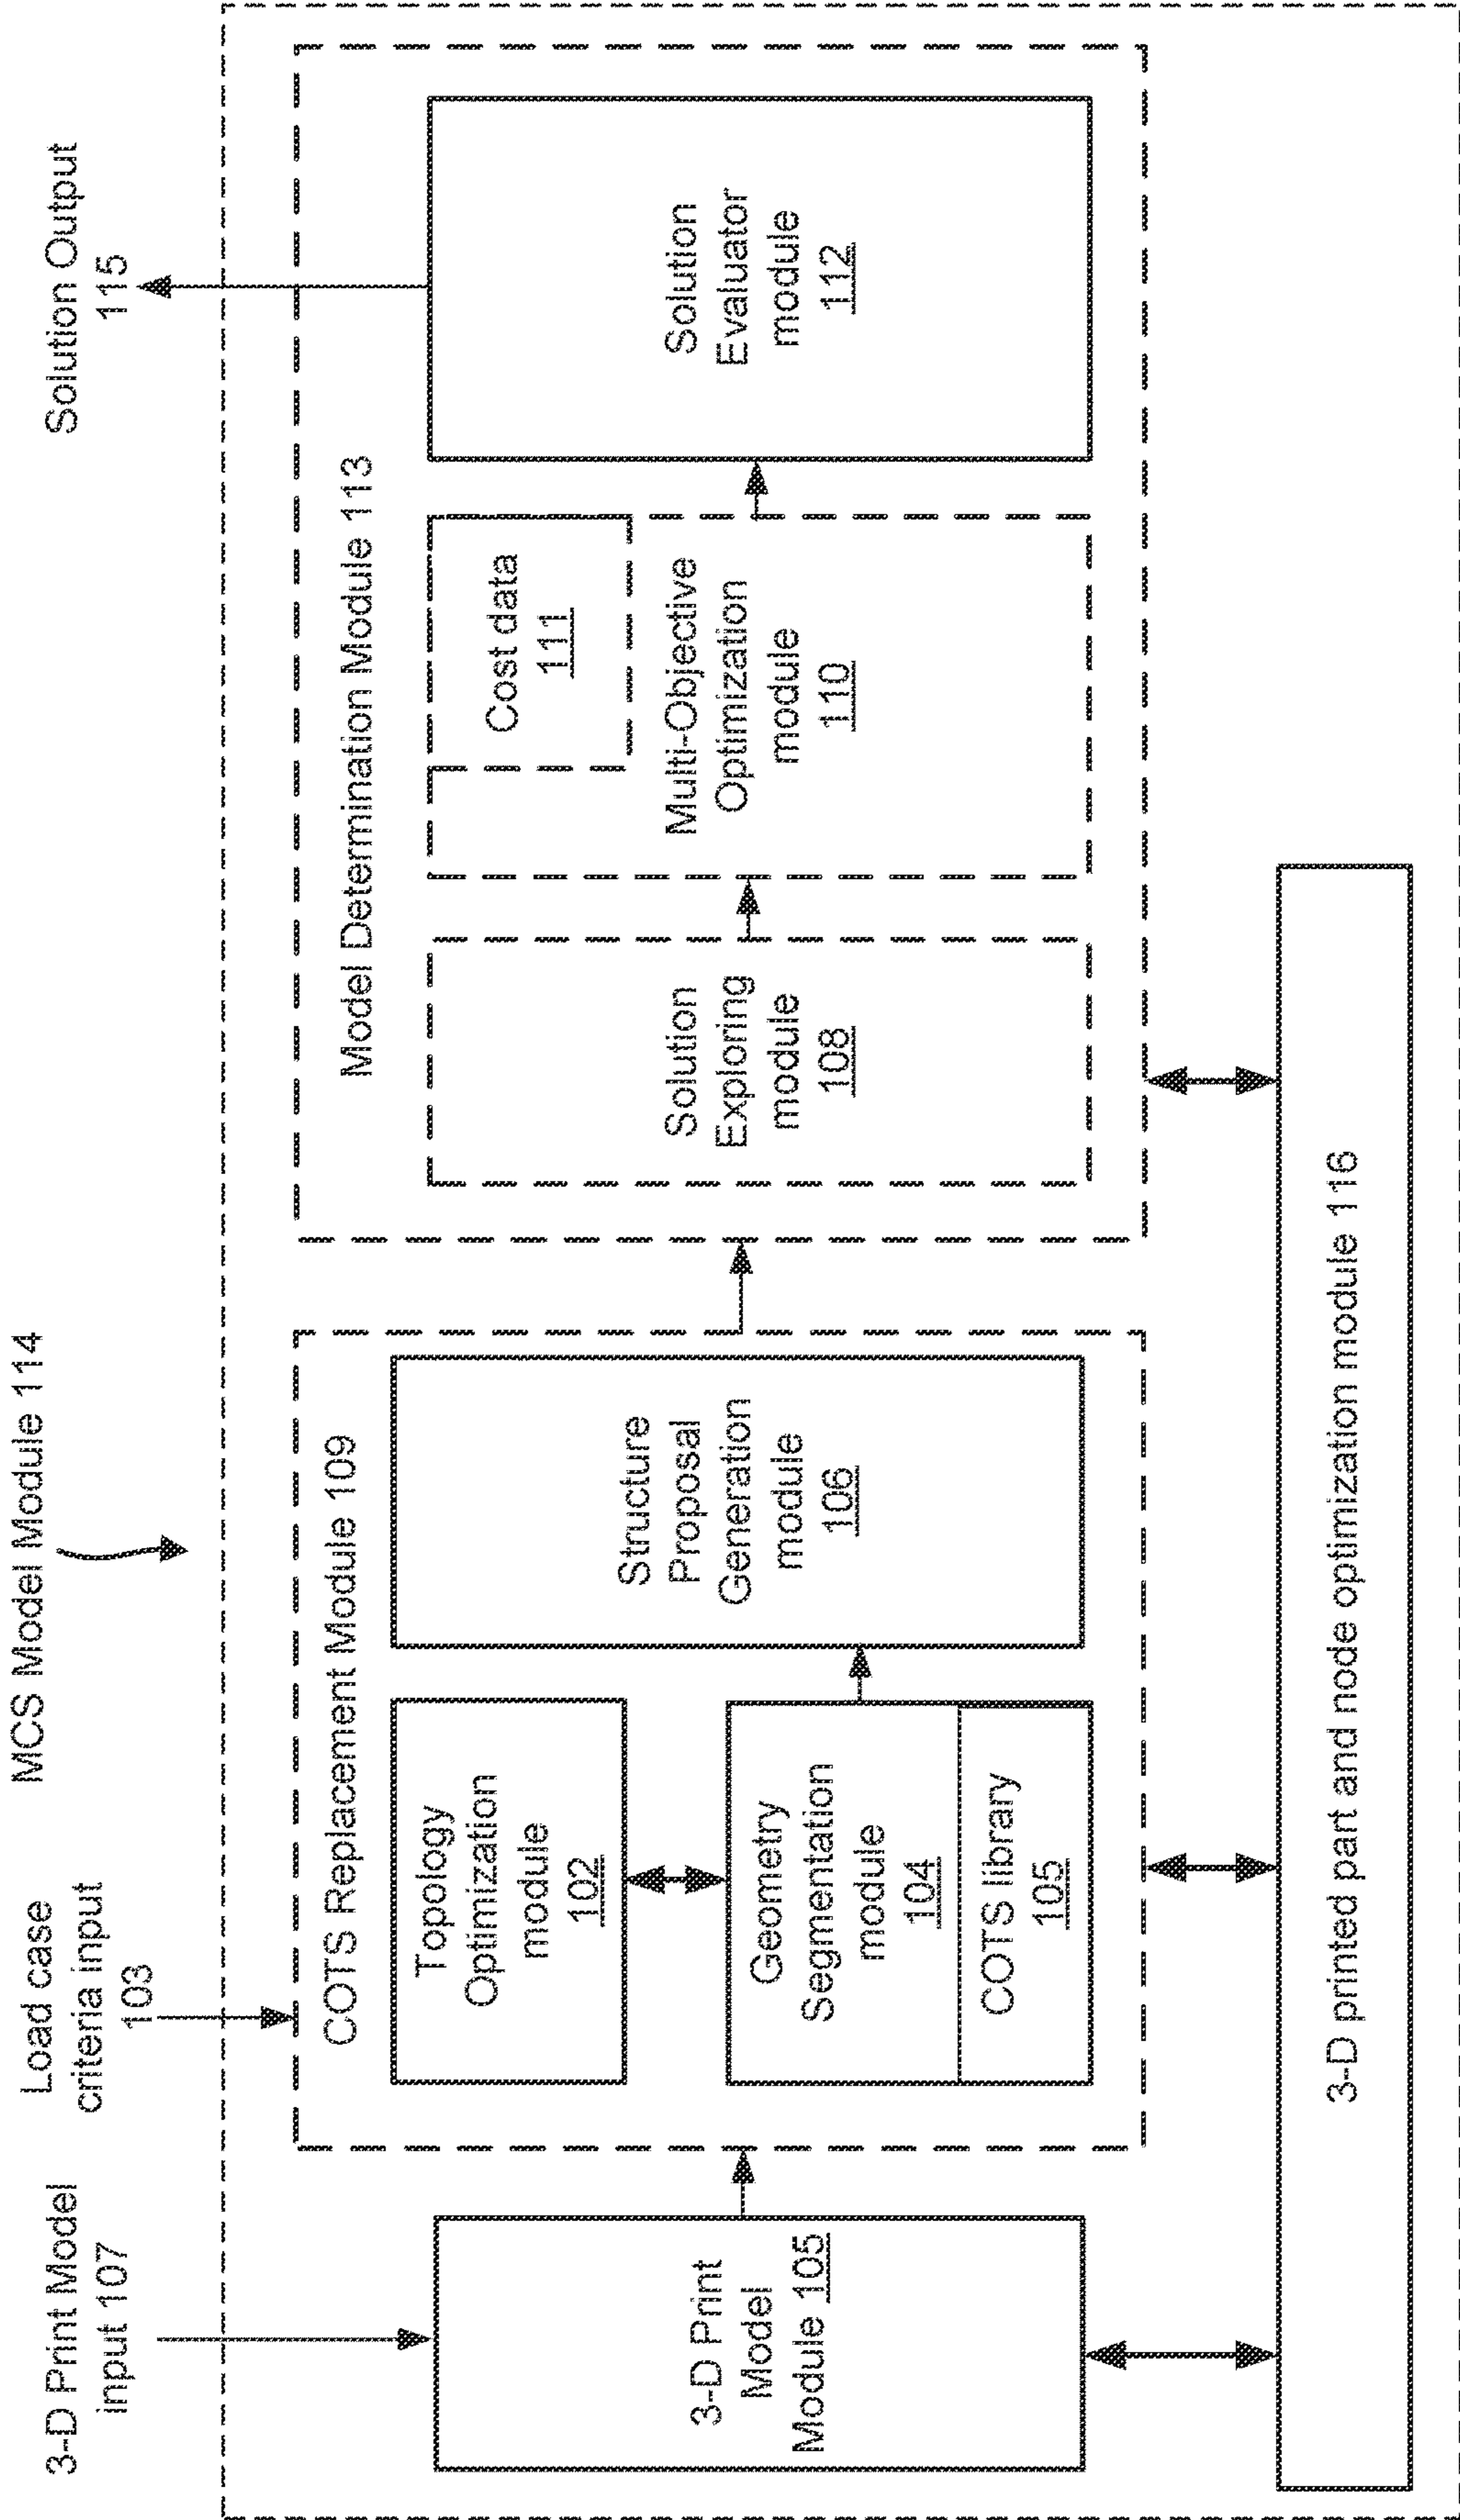 MCS Model Module 114
3-D Print Model
input 107
Load case
criteria input
103
Solution Output
115
3-D Print
Model
Module 105
COTS Replacement Module 109
Topology
Optimization
module
102
Geometry
Segmentation
module
104
COTS library
105
Structure
Proposal
Generation
module
106
Model Determination Module 113
Solution
Exploring
module
108
Cost data
111
Multi-Objective
Optimization
module
110
Solution
Evaluator
module
112
3-D printed part and node optimization module 116